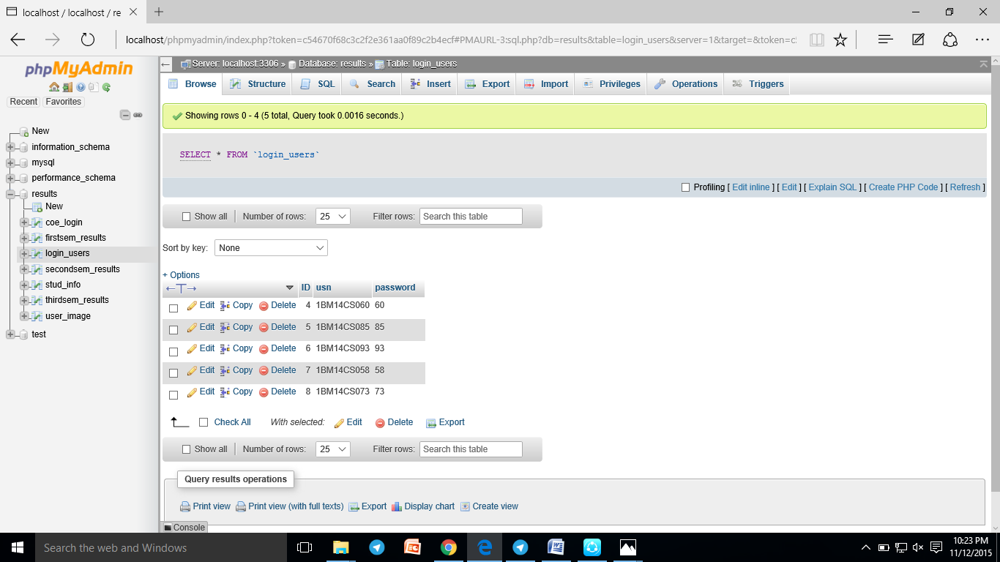 localhost / localhost / re
localhost/phpmyadmin/index.php?token=c54670f68c3c2f2e361aa0f89c2b4ecf#PMAURL-3:sql.php?db=results&table=login_users&server=1&target=&token=c5
phpMyAdmin
Recent Favorites
New
information_schema
mysql
performance_schema
results
New
coe_login
firstsem_results
login_users
secondsem_results
stud_info
thirdsem_results
user_image
test
Server: localhost:3306 » Database: results » Table: login_users
Browse Structure SQL Search Insert Export Import Privileges Operations Triggers
Showing rows 0 - 4 (5 total, Query took 0.0016 seconds.)
SELECT * FROM `login_users`
Profiling [ Edit inline ] [ Edit ] [ Explain SQL ] [ Create PHP Code ] [ Refresh ]
Show all Number of rows: 25 Filter rows: Search this table
Sort by key: None
+ Options
ID usn password
Edit Copy Delete 4 1BM14CS060 60
Edit Copy Delete 5 1BM14CS085 85
Edit Copy Delete 6 1BM14CS093 93
Edit Copy Delete 7 1BM14CS058 58
Edit Copy Delete 8 1BM14CS073 73
Check All With selected: Edit Delete Export
Show all Number of rows: 25 Filter rows: Search this table
Query results operations
Print view Print view (with full texts) Export Display chart Create view
Console
Search the web and Windows
10:23 PM
11/12/2015